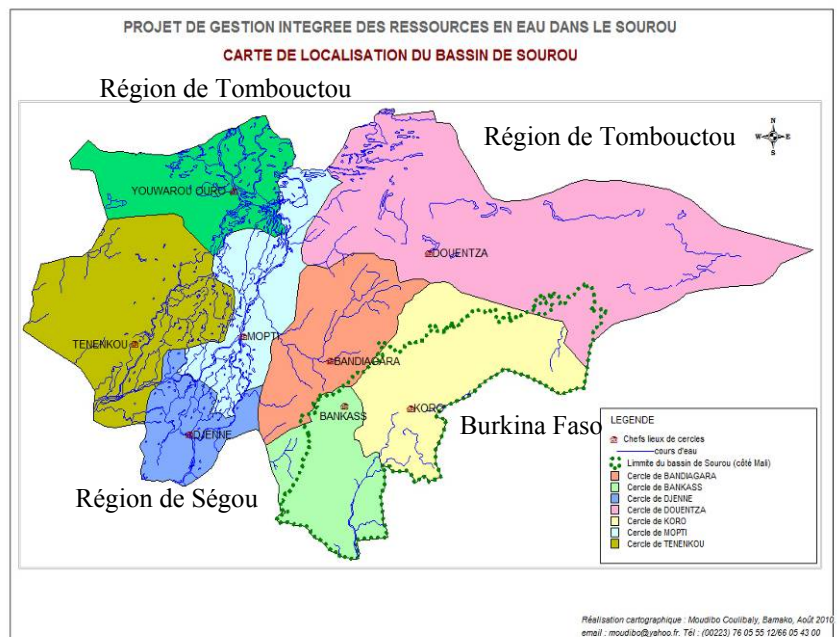 PROJET DE GESTION INTEGREE DES RESSOURCES EN EAU DANS LE SOUROU
CARTE DE LOCALISATION DU BASSIN DE SOUROU
Région de Tombouctou
Région de Tombouctou
N
W E
S
YOUWAROU OURO
DOUENTZA
TENENKOU
MOPTI
BANDIAGARA
BANKASS
KORO
Burkina Faso
DJENNE
Région de Ségou
LEGENDE
Chefs lieux de cercles
cours d'eau
Limmite du bassin de Sourou (côté Mali)
Cercle de BANDIAGARA
Cercle de BANKASS
Cercle de DJENNE
Cercle de DOUENTZA
Cercle de KORO
Cercle de MOPTI
Cercle de TENENKOU
Réalisation cartographique : Moudibo Coulibaly, Bamako, Août 2010
email : moudibo@yahoo.fr. Tél : (00223) 76 05 55 12/66 05 43 00